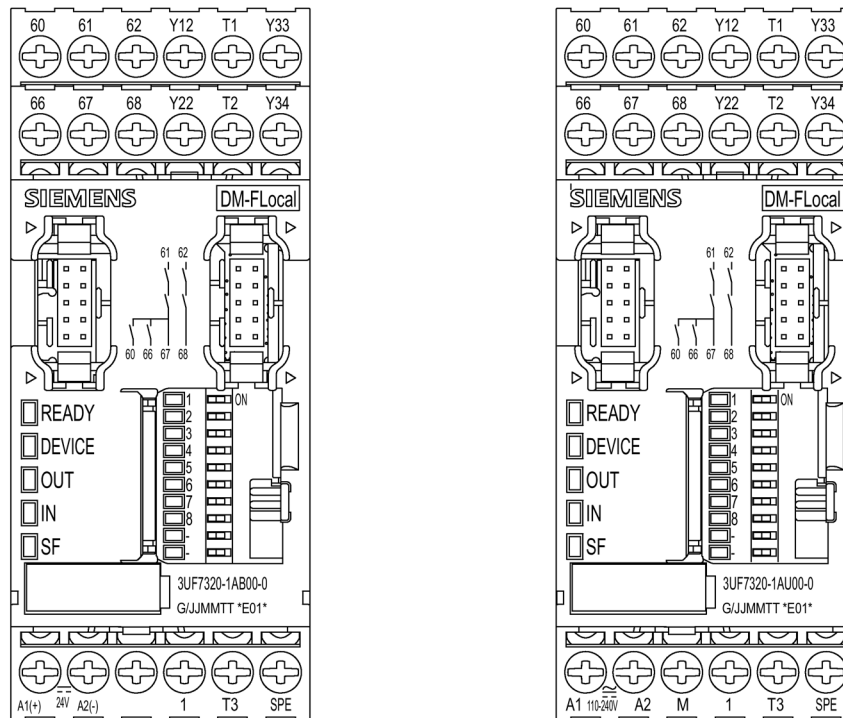 60 61 62 Y12 T1 Y33
66 67 68 Y22 T2 Y34
SIEMENS DM-FLocal
61 62
60 66 67 68
1 ON
READY 2
3
DEVICE 4
5
OUT 6
7
IN 8
-
SF -
3UF7320-1AB00-0
G/JJMMTT *E01*
A1(+) 24V A2(-) 1 T3 SPE
60 61 62 Y12 T1 Y33
66 67 68 Y22 T2 Y34
SIEMENS DM-FLocal
61 62
60 66 67 68
1 ON
READY 2
3
DEVICE 4
5
OUT 6
7
IN 8
-
SF -
3UF7320-1AU00-0
G/JJMMTT *E01*
A1 110-240V A2 M 1 T3 SPE